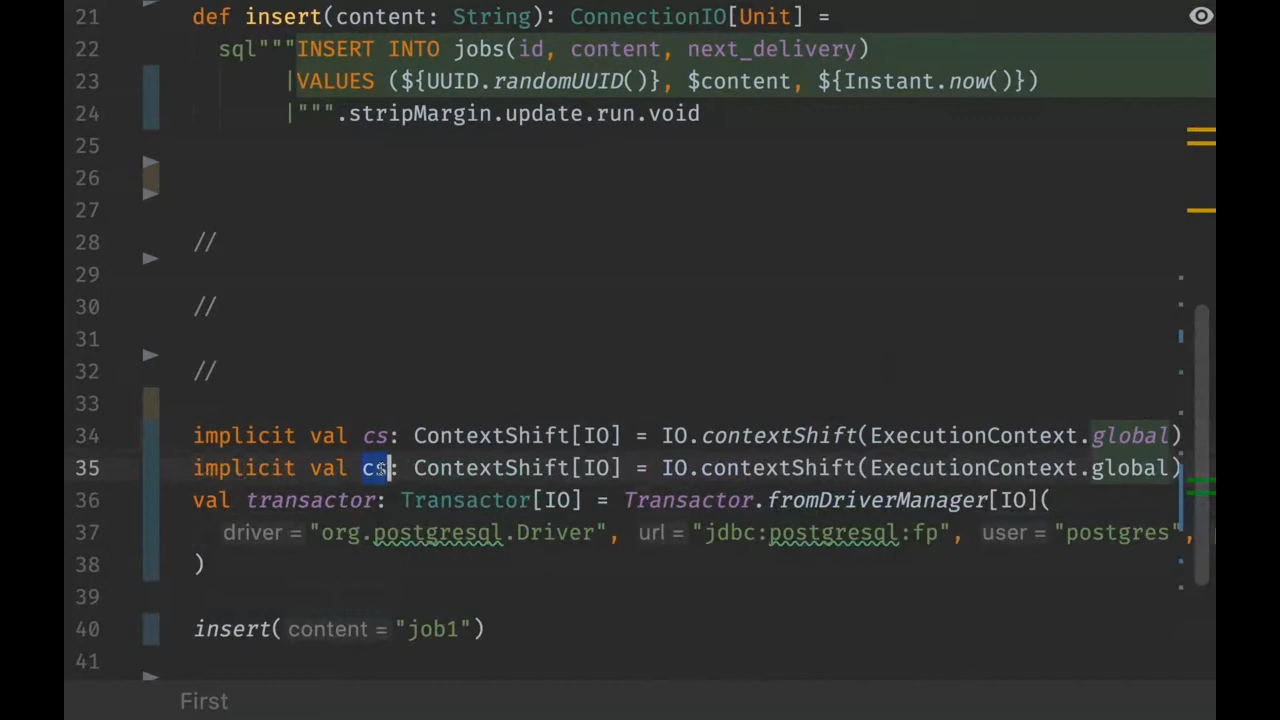 21 def insert(content: String): ConnectionIO[Unit] =
22 sql"""INSERT INTO jobs(id, content, next_delivery)
23 |VALUES (${UUID.randomUUID()}, $content, ${Instant.now()})
24 |""".stripMargin.update.run.void
25
26
27
28 //
29
30 //
31
32 //
33
34 implicit val cs: ContextShift[IO] = IO.contextShift(ExecutionContext.global)
35 implicit val cs: ContextShift[IO] = IO.contextShift(ExecutionContext.global)
36 val transactor: Transactor[IO] = Transactor.fromDriverManager[IO](
37 driver = "org.postgresql.Driver", url = "jdbc:postgresql:fp", user = "postgres",
38 )
39
40 insert( content = "job1")
41
First